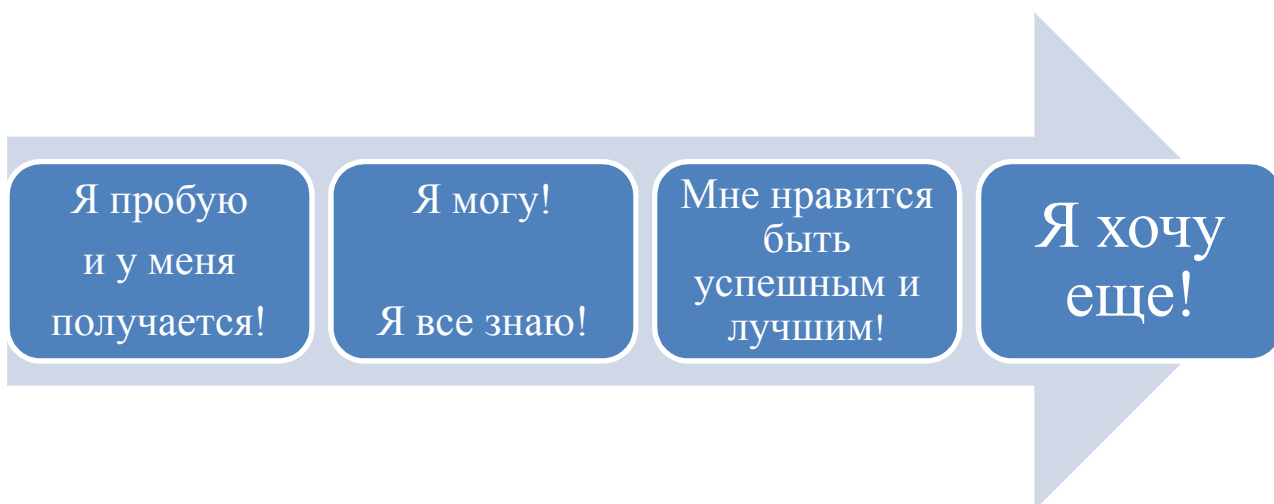 Я пробую
и у меня
получается!
Я могу!
Я все знаю!
Мне нравится
быть
успешным и
лучшим!
Я хочу
еще!